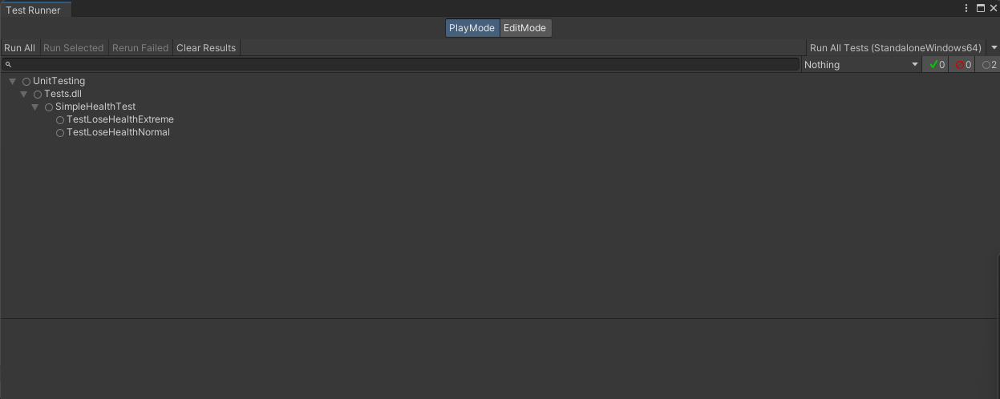 Test Runner
PlayMode EditMode
Run All Run Selected Rerun Failed Clear Results Run All Tests (StandaloneWindows64)
Nothing 0 0 2
UnitTesting
Tests.dll
SimpleHealthTest
TestLoseHealthExtreme
TestLoseHealthNormal